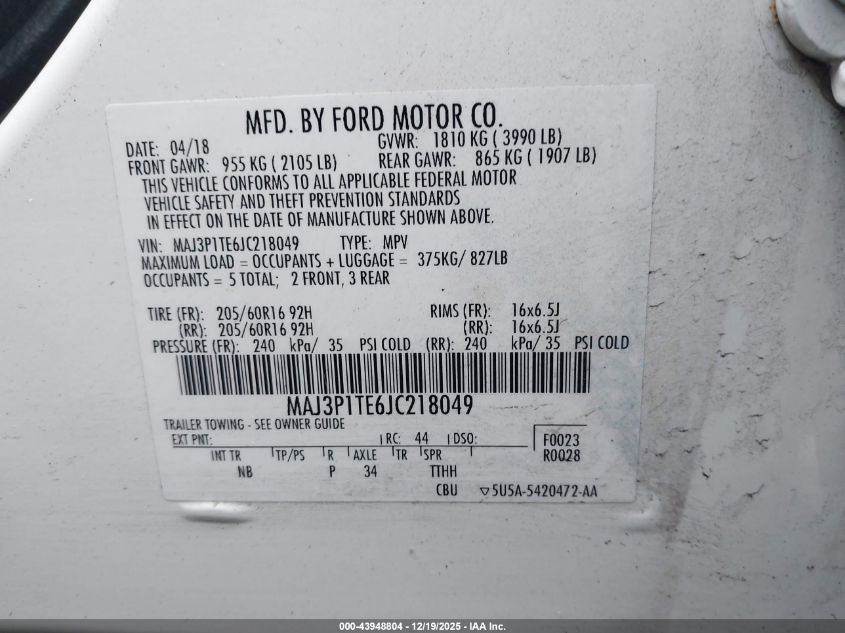 MFD. BY FORD MOTOR CO.
DATE: 04/18 GVWR: 1810 KG ( 3990 LB)
FRONT GAWR: 955 KG ( 2105 LB) REAR GAWR: 865 KG ( 1907 LB)
THIS VEHICLE CONFORMS TO ALL APPLICABLE FEDERAL MOTOR
VEHICLE SAFETY AND THEFT PREVENTION STANDARDS
IN EFFECT ON THE DATE OF MANUFACTURE SHOWN ABOVE.
VIN: MAJ3P1TE6JC218049 TYPE: MPV
MAXIMUM LOAD = OCCUPANTS + LUGGAGE = 375KG/ 827LB
OCCUPANTS = 5 TOTAL; 2 FRONT, 3 REAR
TIRE (FR): 205/60R16 92H RIMS (FR): 16x6.5J
(RR): 205/60R16 92H (RR): 16x6.5J
PRESSURE (FR): 240 kPa/ 35 PSI COLD (RR): 240 kPa/ 35 PSI COLD
MAJ3P1TE6JC218049
TRAILER TOWING - SEE OWNER GUIDE
EXT PNT: RC: 44 DSO: F0023
INT TR TP/PS R AXLE TR SPR R0028
NB P 34 TTHH
CBU 5U5A-5420472-AA
000-43948804 - 12/19/2025 - IAA Inc.